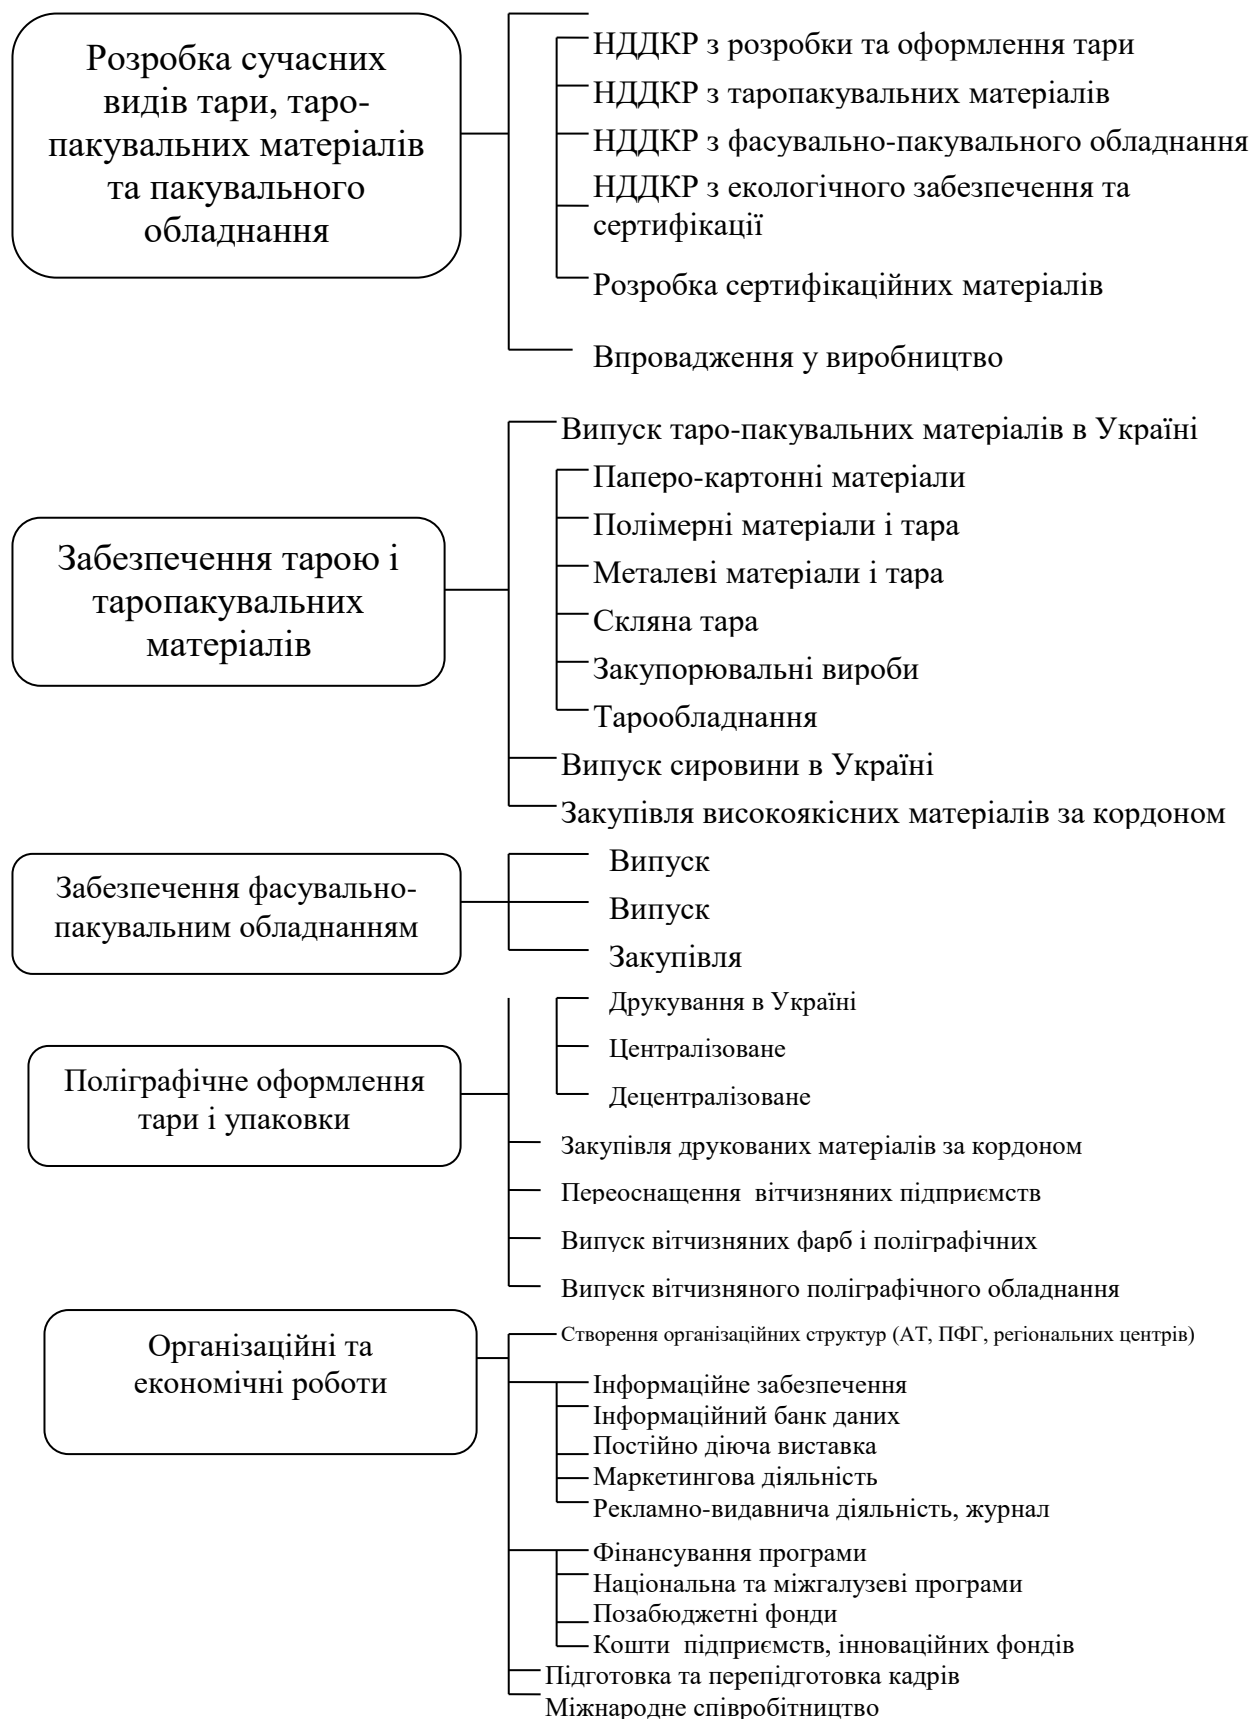 Розробка сучасних
видів тари, таро-
пакувальних матеріалів
та пакувального
обладнання
НДДКР з розробки та оформлення тари
НДДКР з таропакувальних матеріалів
НДДКР з фасувально-пакувального обладнання
НДДКР з екологічного забезпечення та
сертифікації
Розробка сертифікаційних матеріалів
Впровадження у виробництво
Забезпечення тарою і
таропакувальних
матеріалів
Випуск таро-пакувальних матеріалів в Україні
Паперо-картонні матеріали
Полімерні матеріали і тара
Металеві матеріали і тара
Скляна тара
Закупорювальні вироби
Тарообладнання
Випуск сировини в Україні
Закупівля високоякісних матеріалів за кордоном
Забезпечення фасувально-
пакувальним обладнанням
Випуск
Випуск
Закупівля
Поліграфічне оформлення
тари і упаковки
Друкування в Україні
Централізоване
Децентралізоване
Закупівля друкованих матеріалів за кордоном
Переоснащення  вітчизняних підприємств
Випуск вітчизняних фарб і поліграфічних
Випуск вітчизняного поліграфічного обладнання
Організаційні та
економічні роботи
Створення організаційних структур (АТ, ПФГ, регіональних центрів)
Інформаційне забезпечення
Інформаційний банк даних
Постійно діюча виставка
Маркетингова діяльність
Рекламно-видавнича діяльність, журнал
Фінансування програми
Національна та міжгалузеві програми
Позабюджетні фонди
Кошти  підприємств, інноваційних фондів
Підготовка та перепідготовка кадрів
Міжнародне співробітництво